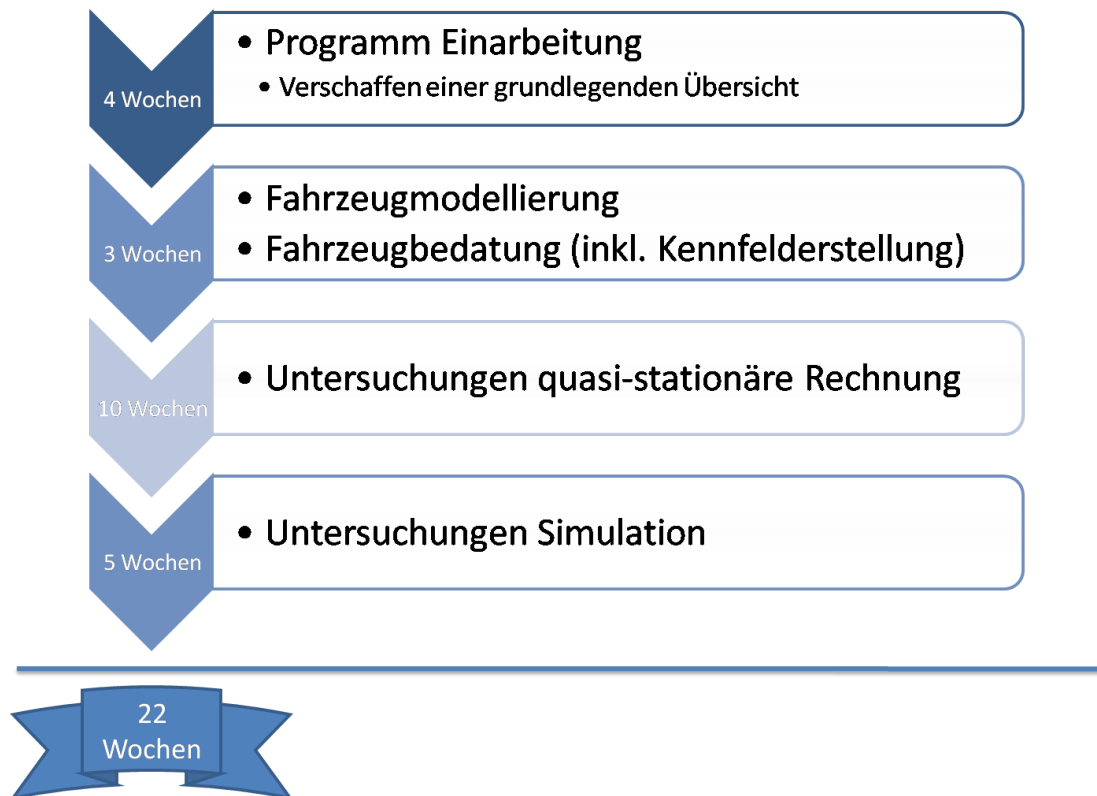 4 Wochen
• Programm Einarbeitung
• Verschaffen einer grundlegenden Übersicht
3 Wochen
• Fahrzeugmodellierung
• Fahrzeugbedatung (inkl. Kennfelderstellung)
10 Wochen
• Untersuchungen quasi-stationäre Rechnung
5 Wochen
• Untersuchungen Simulation
22
Wochen